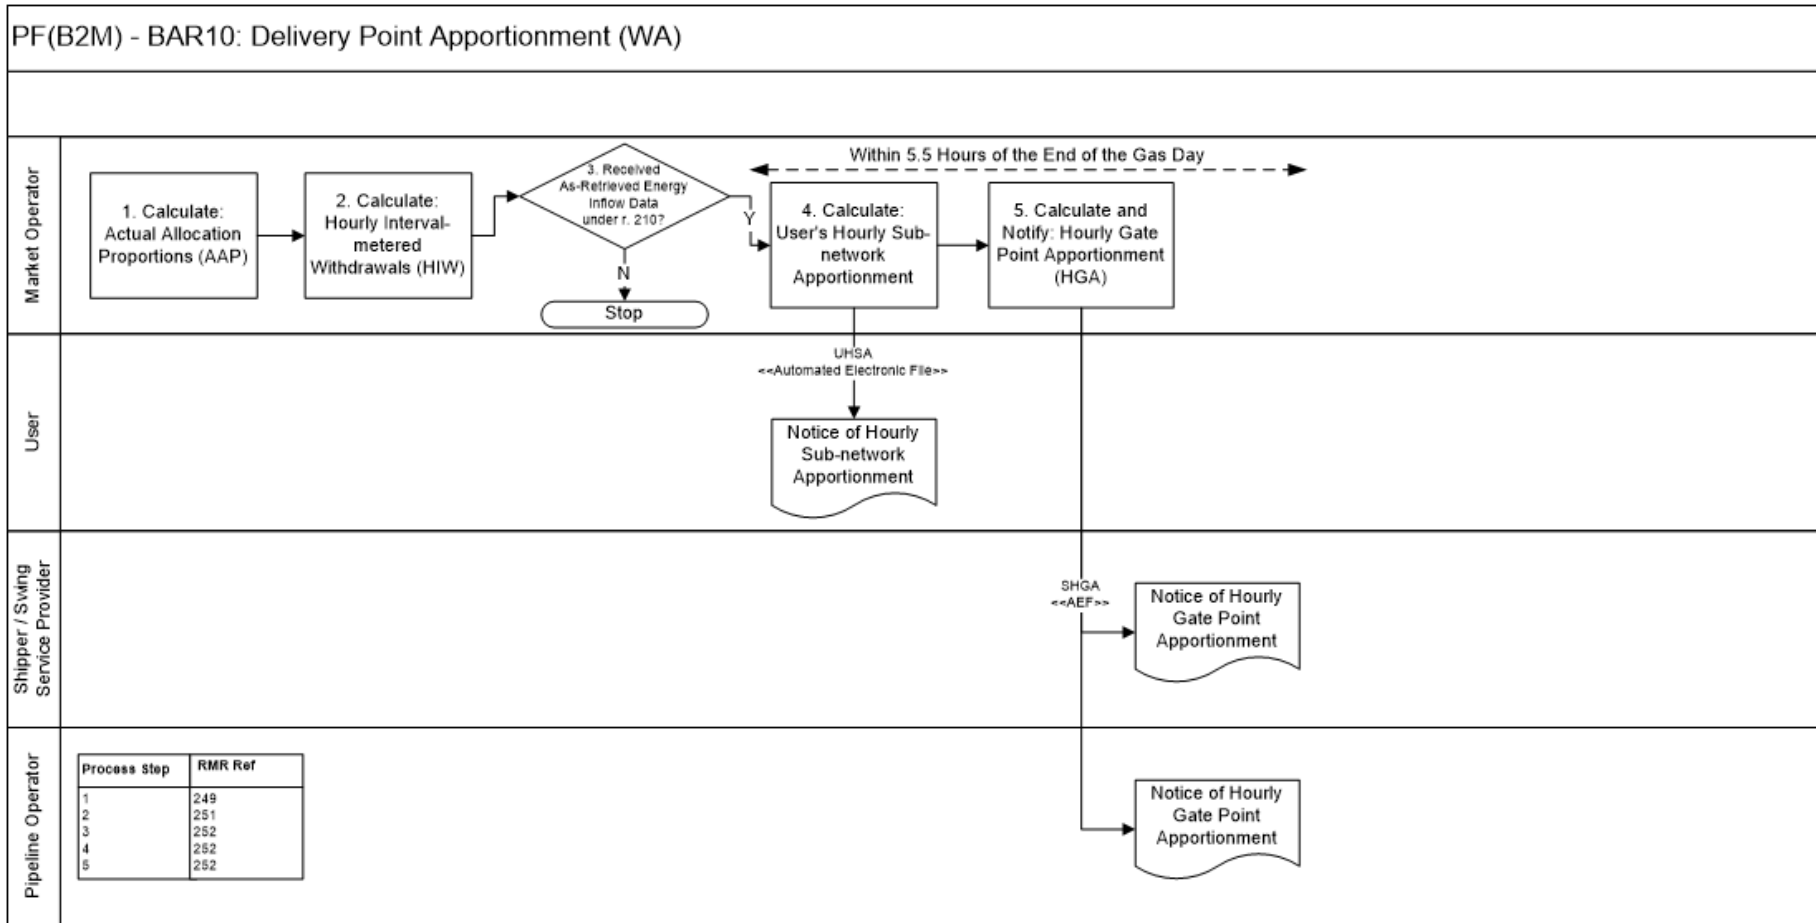 PF(B2M) - BAR10: Delivery Point Apportionment (WA)
Market Operator
1. Calculate:
Actual Allocation
Proportions (AAP)
2. Calculate:
Hourly Interval-
metered
Withdrawals (HIW)
3. Received
As-Retrieved Energy
Inflow Data
under r. 210?
N
Stop
Y
Within 5.5 Hours of the End of the Gas Day
4. Calculate:
User's Hourly Sub-
network
Apportionment
5. Calculate and
Notify: Hourly Gate
Point Apportionment
(HGA)
User
UHSA
<<Automated Electronic File>>
Notice of Hourly
Sub-network
Apportionment
Shipper / Swing
Service Provider
SHGA
<<AEF>>
Notice of Hourly
Gate Point
Apportionment
Pipeline Operator
Process Step RMR Ref
1 249
2 251
3 252
4 252
5 252
Notice of Hourly
Gate Point
Apportionment